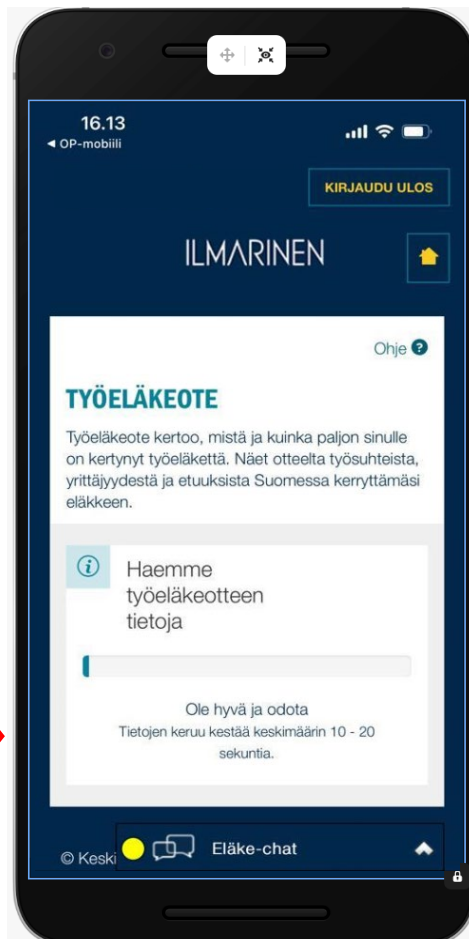 16.13
◀ OP-mobiili
KIRJAUDU ULOS
ILMARINEN
Ohje ?
TYÖELÄKEOTE
Työeläkeote kertoo, mistä ja kuinka paljon sinulle
on kertynyt työeläkettä. Näet otteelta työsuhteista,
yrittäjyydestä ja etuuksista Suomessa kerryttämäsi
eläkkeen.
i
Haemme
työeläkeotteen
tietoja
Ole hyvä ja odota
Tietojen keruu kestää keskimäärin 10 - 20
sekuntia.
© Keski
Eläke-chat